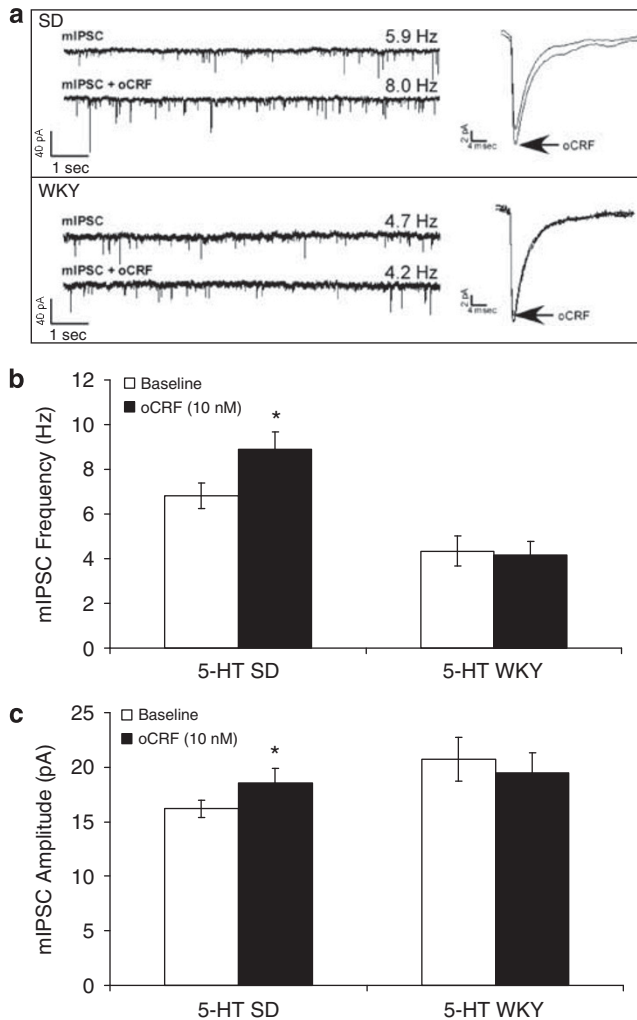 a
SD
mIPSC
5.9 Hz
mIPSC + oCRF
8.0 Hz
40 pA
1 sec
2 pA
4 msec
oCRF
WKY
mIPSC
4.7 Hz
mIPSC + oCRF
4.2 Hz
40 pA
1 sec
2 pA
4 msec
oCRF
b
mIPSC Frequency (Hz)
12
10
8
6
4
2
0
Baseline
oCRF (10 nM)
*
5-HT SD
5-HT WKY
c
mIPSC Amplitude (pA)
25
20
15
10
5
0
Baseline
oCRF (10 nM)
*
5-HT SD
5-HT WKY